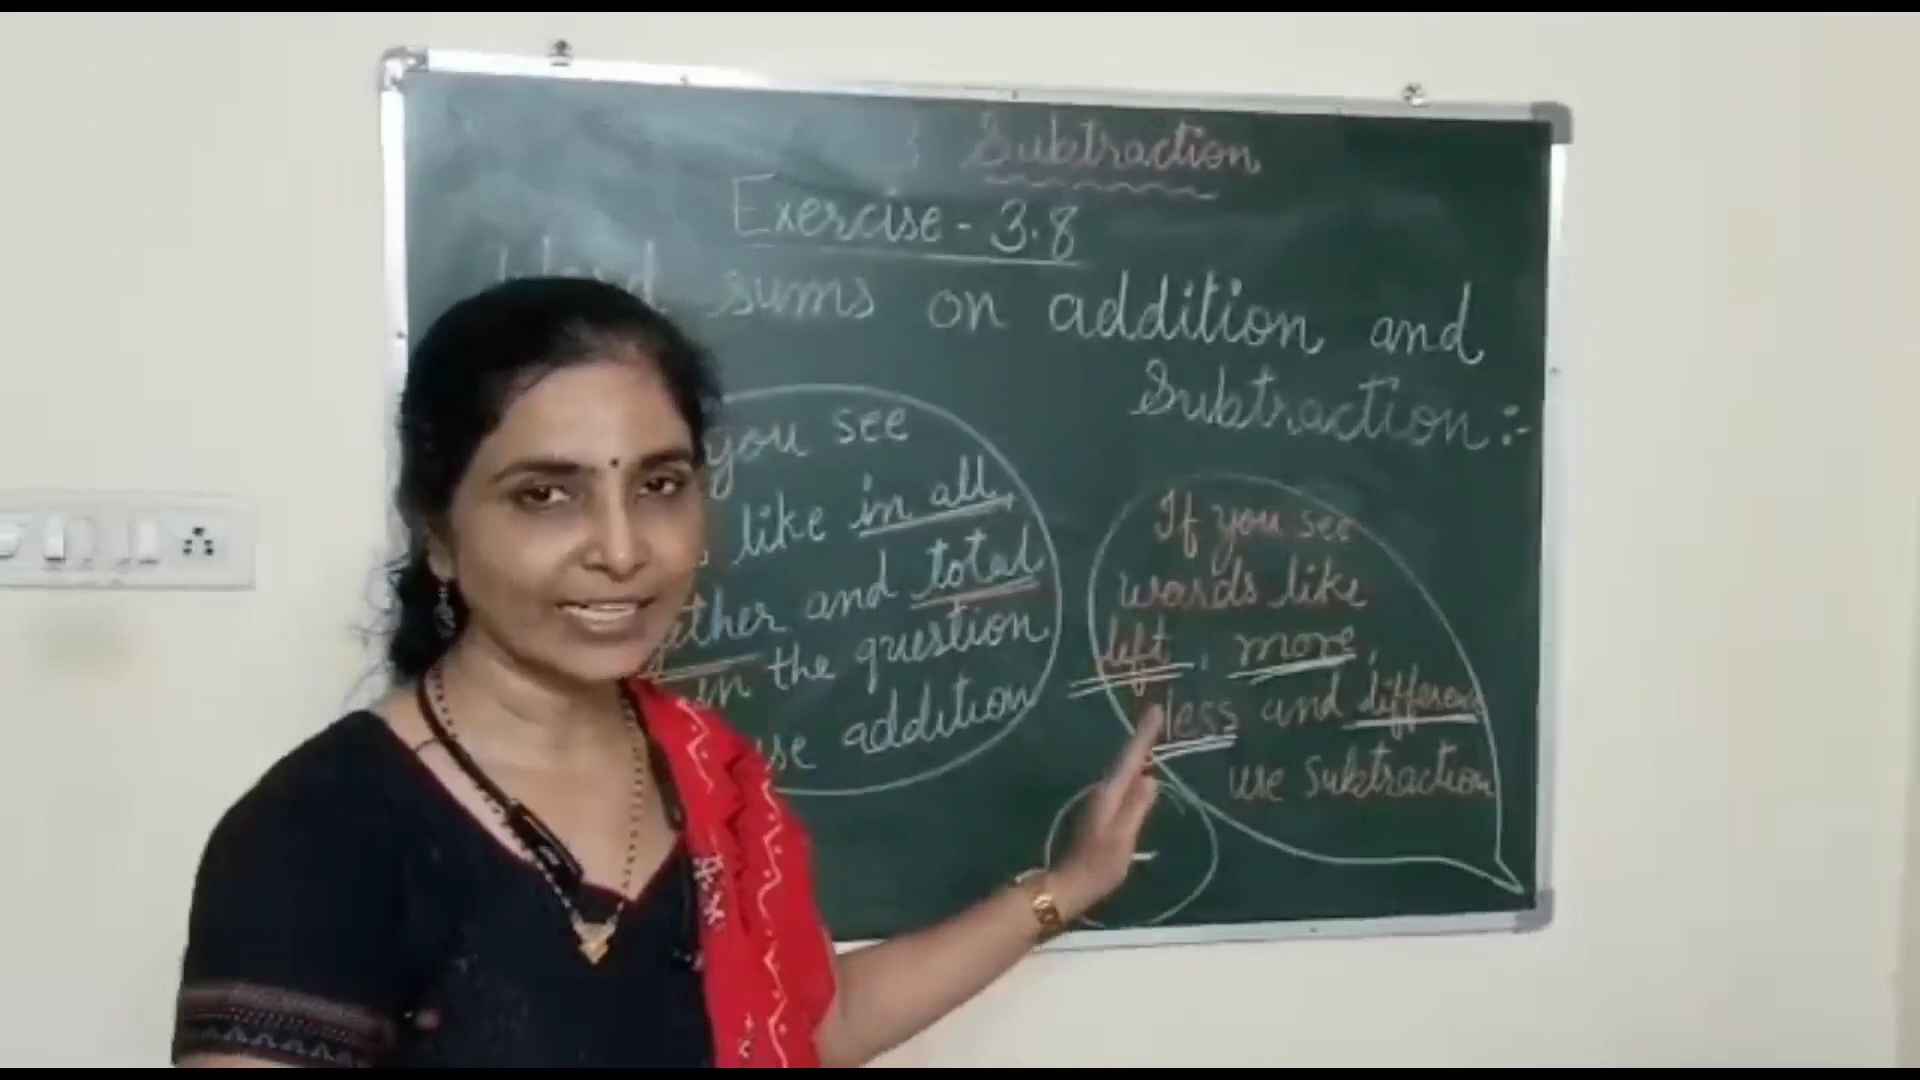 Subtraction
Exercise - 3.8
sums on addition and
Subtraction :-
you see
like in all,
and total
in the question
use addition
If you see
words like
left, more,
less and different
use subtraction
-